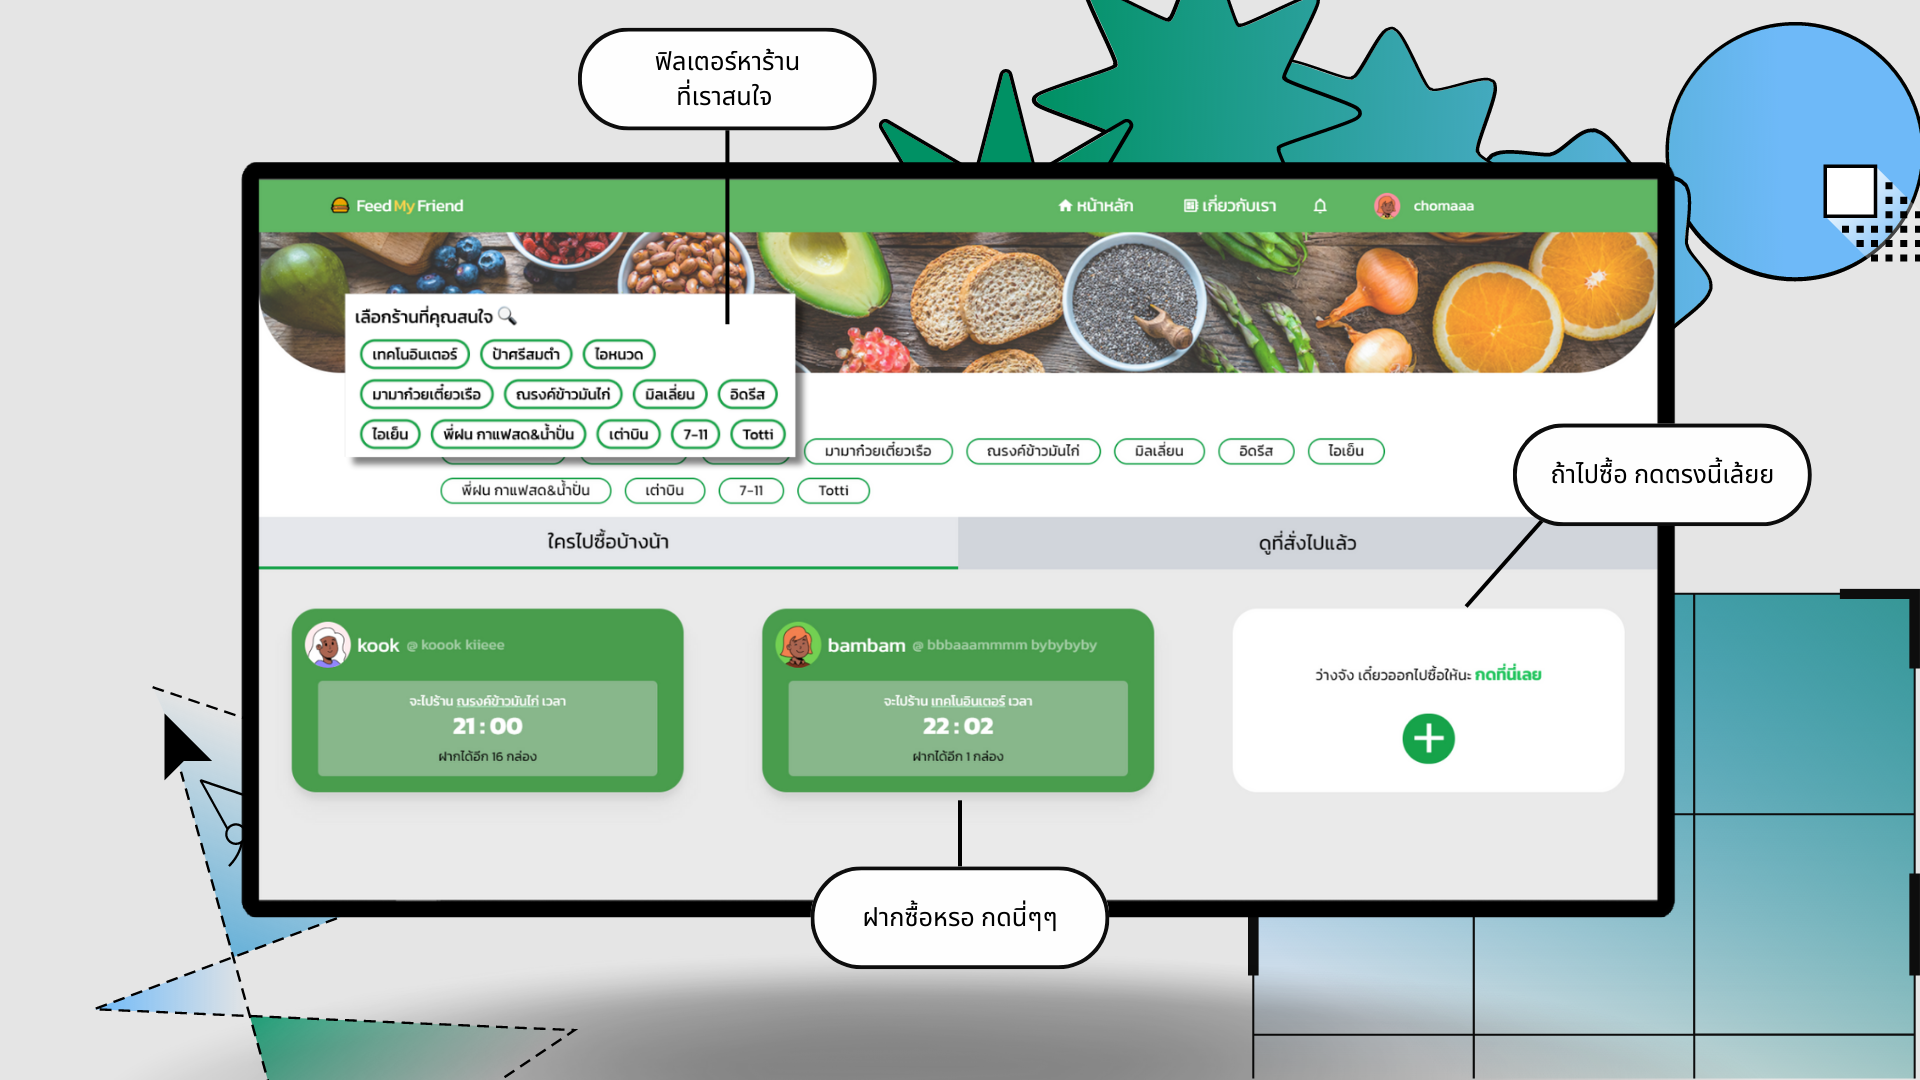 ฟิลเตอร์หาร้าน
ที่เราสนใจ
FeedMyFriend
หน้าหลัก
เกี่ยวกับเรา
chomaaa
เลือกร้านที่คุณสนใจ
เทคโนอินเตอร์ ป้าศรีสมตำ ไอหนวด
มามาก๋วยเตี๋ยวเรือ ณรงค์ข้าวมันไก่ มิลเลี่ยน อิดรีส
ไอเย็น พี่ฝน กาแฟสด&น้ำปั่น เต่าบิน 7-11 Totti
มามาก๋วยเตี๋ยวเรือ ณรงค์ข้าวมันไก่ มิลเลี่ยน อิดรีส ไอเย็น
พี่ฝน กาแฟสด&น้ำปั่น เต่าบิน 7-11 Totti
ถ้าไปซื้อ กดตรงนี้เล้ยย
ใครไปซื้อบ้างน้า
ดูที่สั่งไปแล้ว
kook @ koook kiieee
จะไปร้าน ณรงค์ข้าวมันไก่ เวลา
21 : 00
ฝากได้อีก 16 กล่อง
bambam @ bbbaaammmm bybybyby
จะไปร้าน เทคโนอินเตอร์ เวลา
22 : 02
ฝากได้อีก 1 กล่อง
ว่างจัง เดี๋ยวออกไปซื้อให้นะ กดที่นี่เลย
ฝากซื้อหรอ กดนี่ๆๆ